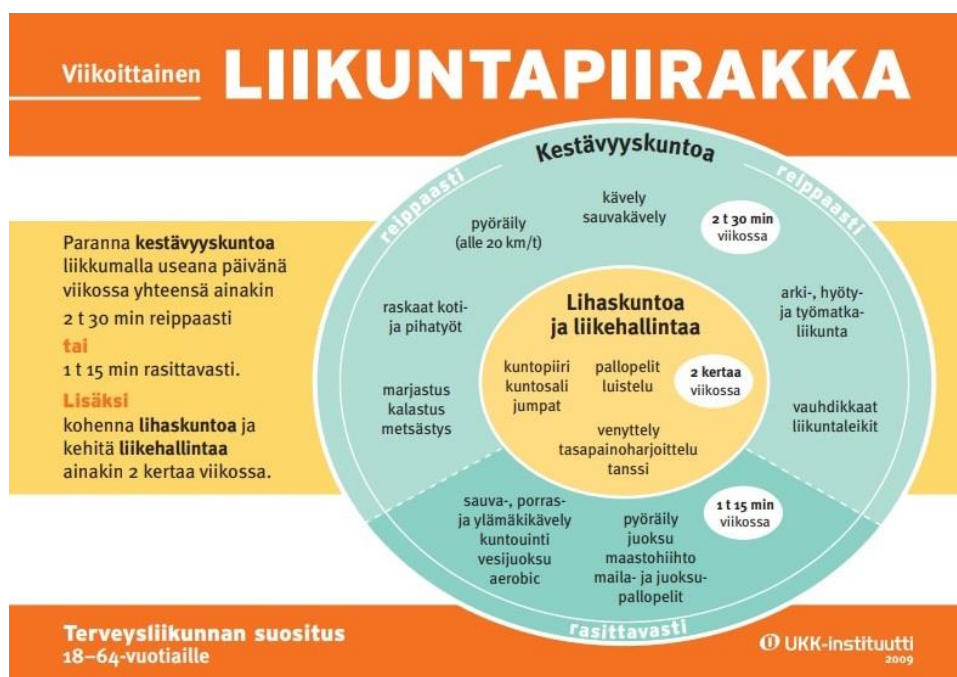 Viikoittainen LIIKUNTAPIIRAKKA
Paranna kestävyyskuntoa
liikkumalla useana päivänä
viikossa yhteensä ainakin
2 t 30 min reippaasti
tai
1 t 15 min rasittavasti.
Lisäksi
kohenna lihaskuntoa ja
kehitä liikehallintaa
ainakin 2 kertaa viikossa.
Kestävyyskuntoa
reippaasti
reippaasti
kävely
sauvakävely
2 t 30 min
viikossa
pyöräily
(alle 20 km/t)
raskaat koti-
ja pihatyöt
arki-, hyöty-
ja työmatka-
liikunta
marjastus
kalastus
metsästys
vauhdikkaat
liikuntaleikit
Lihaskuntoa
ja liikehallintaa
kuntopiiri
kuntosali
jumpat
pallopelit
luistelu
2 kertaa
viikossa
venyttely
tasapainoharjoittelu
tanssi
sauva-, porras-
ja ylämäkikävely
kuntouinti
vesijuoksu
aerobic
pyöräily
juoksu
maastohiihto
maila- ja juoksu-
pallopelit
1 t 15 min
viikossa
rasittavasti
Terveysliikunnan suositus
18–64-vuotiaille
UKK-instituutti
2009